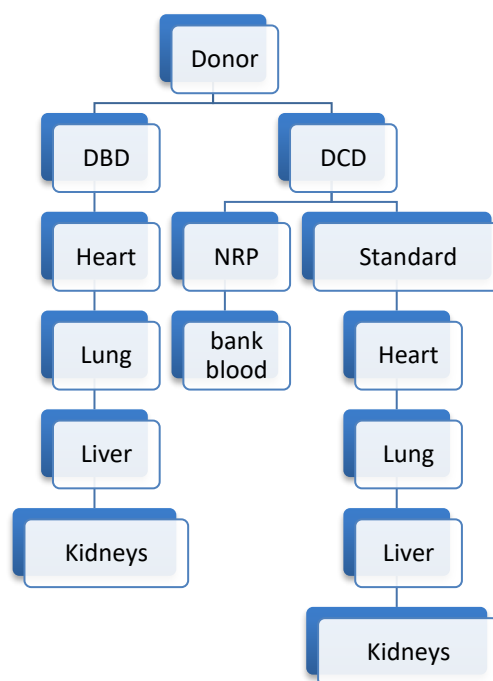 Donor
DBD
DCD
Heart
NRP
Standard
Lung
bank
blood
Heart
Liver
Lung
Kidneys
Liver
Kidneys